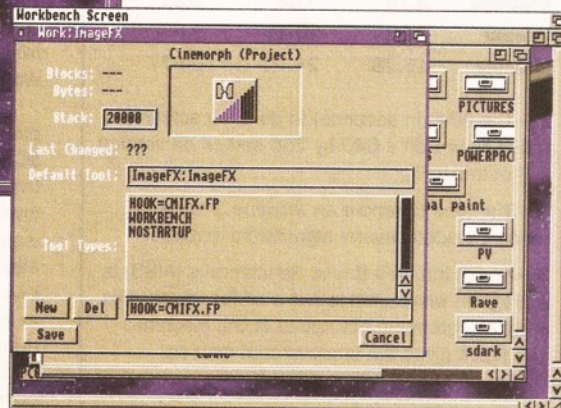 Workbench Screen
Work:ImageFX
Cinemorph (Project)
Blocks: ---
Bytes: ---
Stack: 20000
Last Changed: ???
Default Tool: ImageFX:ImageFX
Tool Types:
HOOK=CMIFX.FP
WORKBENCH
NOSTARTUP
HOOK=CMIFX.FP
New
Del
Save
Cancel
PICTURES
POWERPAC
al paint
PV
Rave
sdark